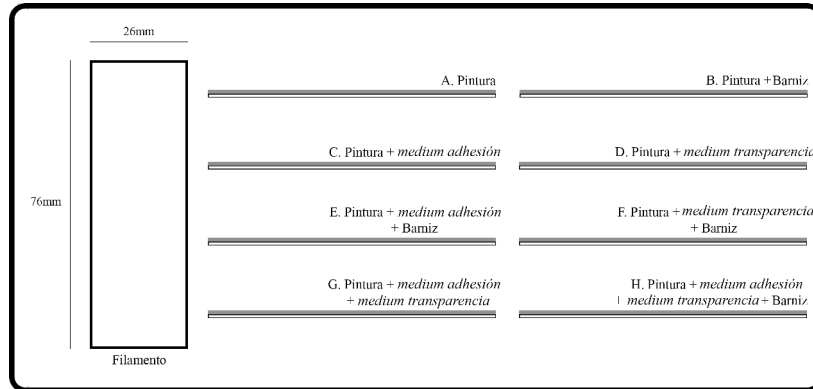 26mm
76mm
Filamento
A. Pintura
B. Pintura + Barniz
C. Pintura + medium adhesión
D. Pintura + medium transparencia
E. Pintura + medium adhesión
+ Barniz
F. Pintura + medium transparencia
+ Barniz
G. Pintura + medium adhesión
+ medium transparencia
H. Pintura + medium adhesión
medium transparencia + Barniz